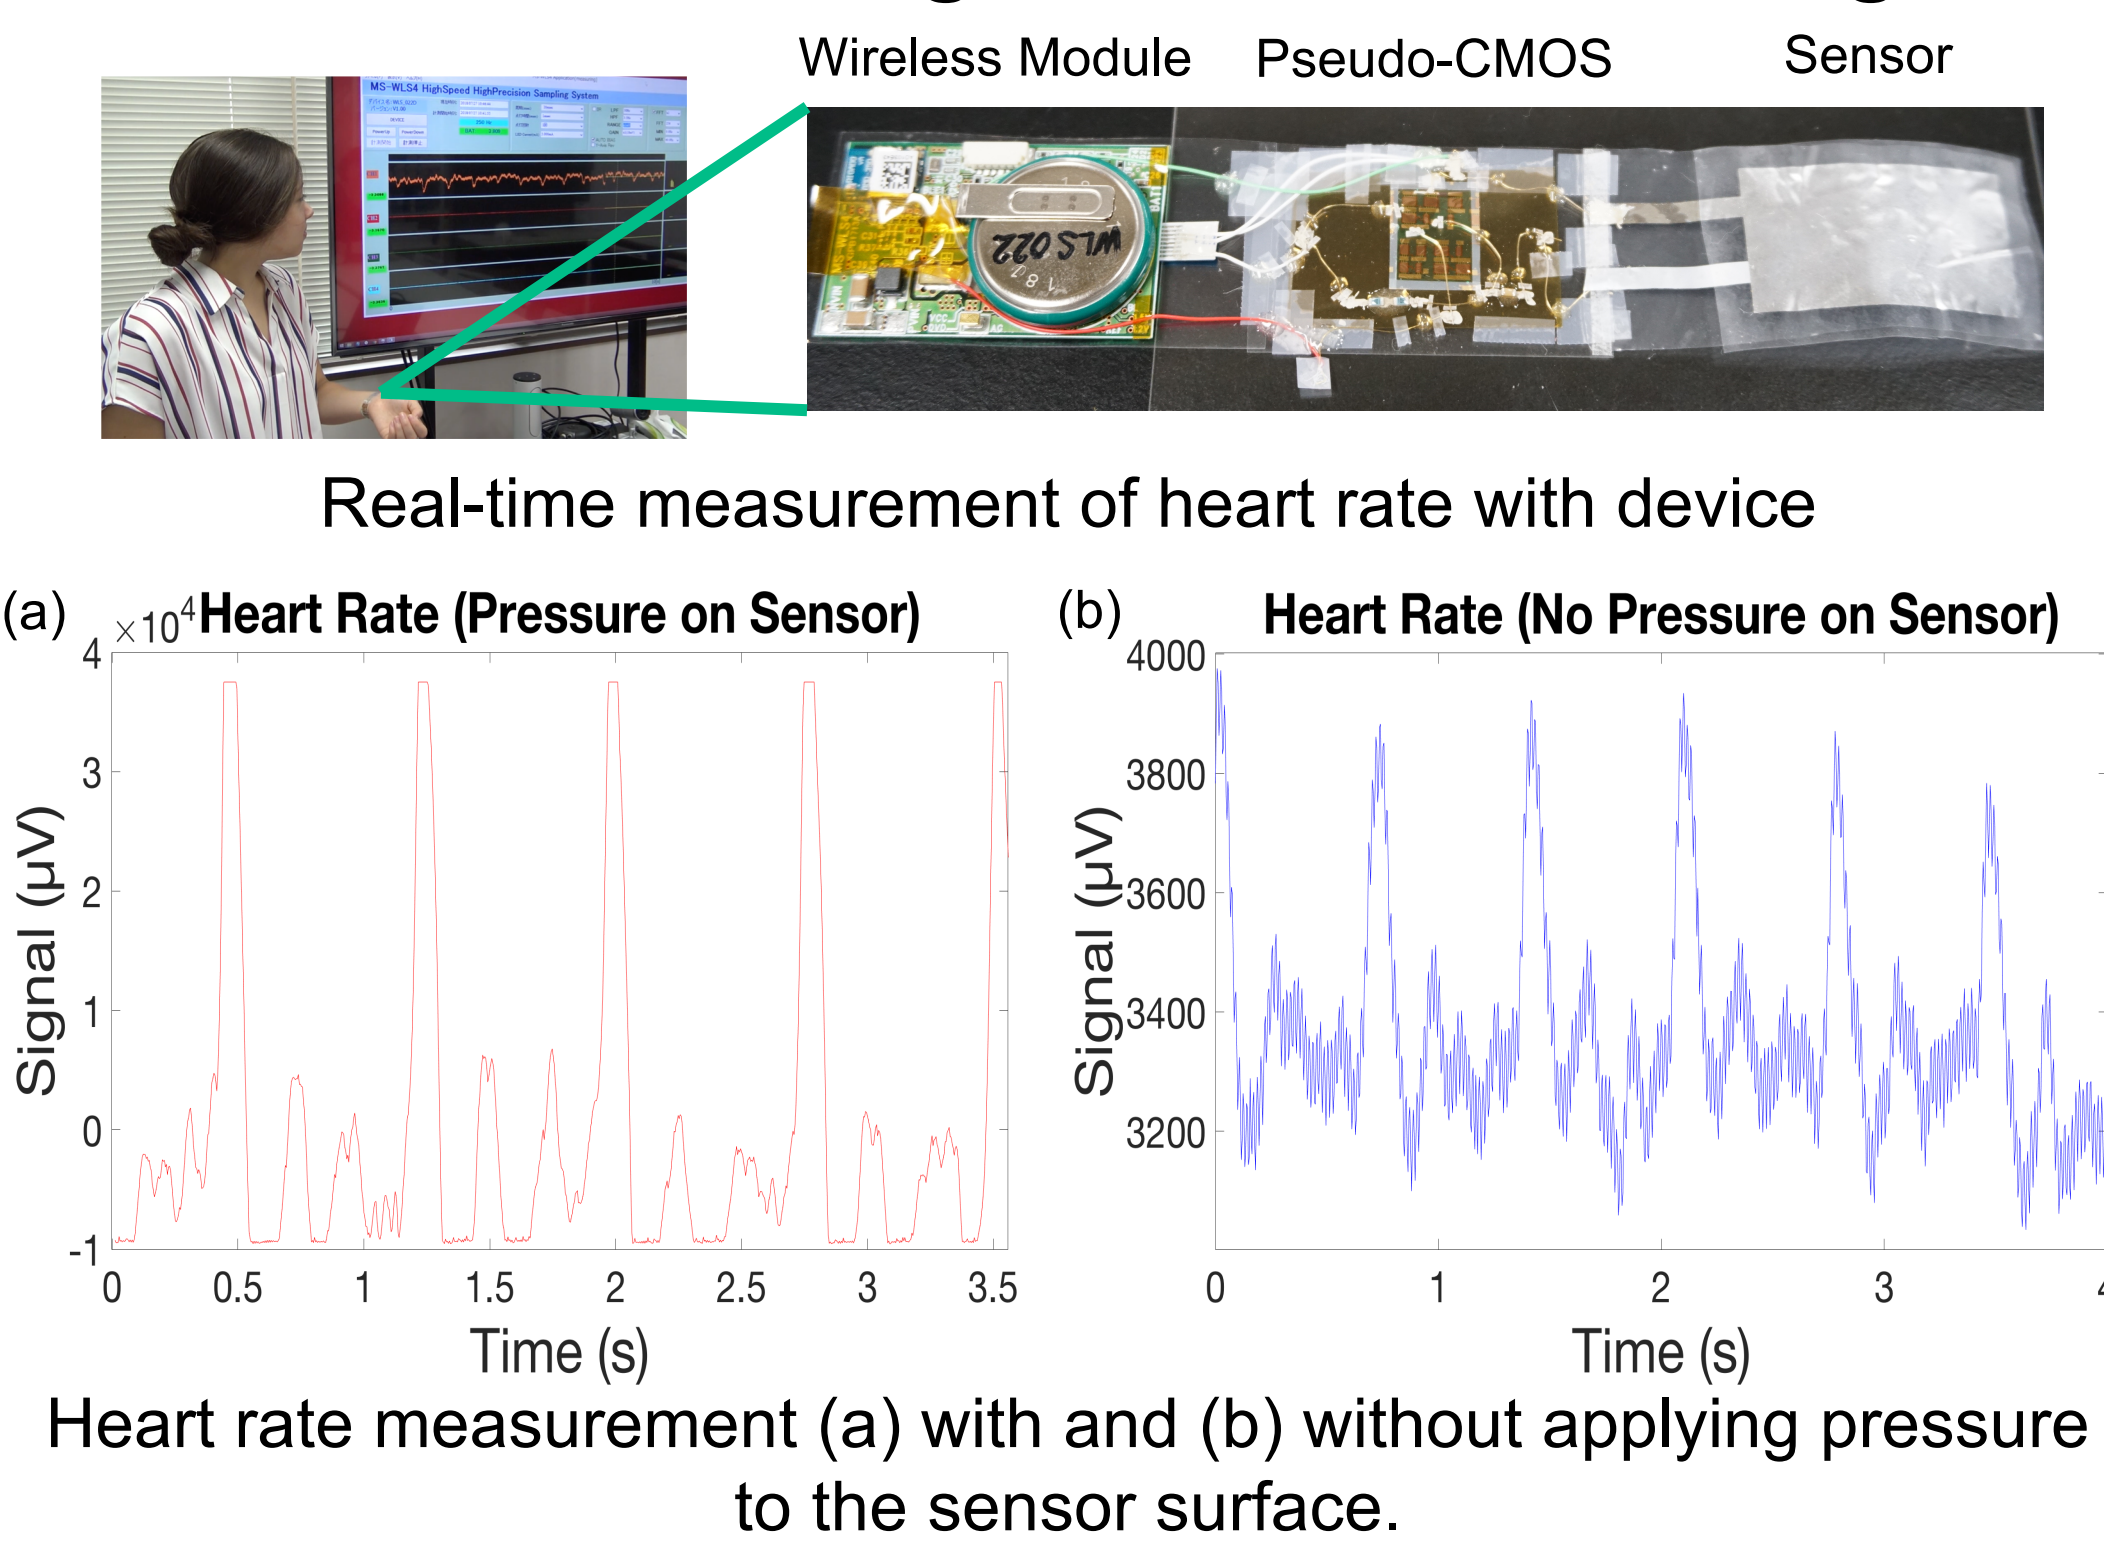 Wireless Module
Pseudo-CMOS
Sensor
MS-WLS4 HighSpeed HighPrecision Sampling System
WLS022
Real-time measurement of heart rate with device
(a)
×10⁴
Heart Rate (Pressure on Sensor)
4
3
2
1
0
-1
Signal (µV)
0
0.5
1
1.5
2
2.5
3
3.5
Time (s)
(b)
Heart Rate (No Pressure on Sensor)
4000
3800
3600
3400
3200
Signal (µV)
0
1
2
3
4
Time (s)
Heart rate measurement (a) with and (b) without applying pressure
to the sensor surface.